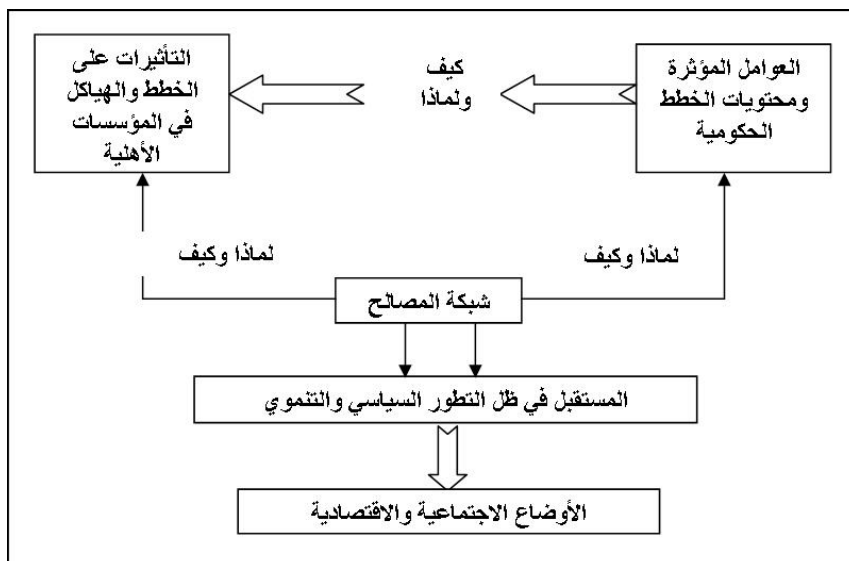 العوامل المؤثرة
ومحتويات الخطط
الحكومية
كيف
ولماذا
التأثيرات على
الخطط والهياكل
في المؤسسات
الأهلية
لماذا وكيف
لماذا وكيف
شبكة المصالح
المستقبل في ظل التطور السياسي والتنموي
الأوضاع الاجتماعية والاقتصادية